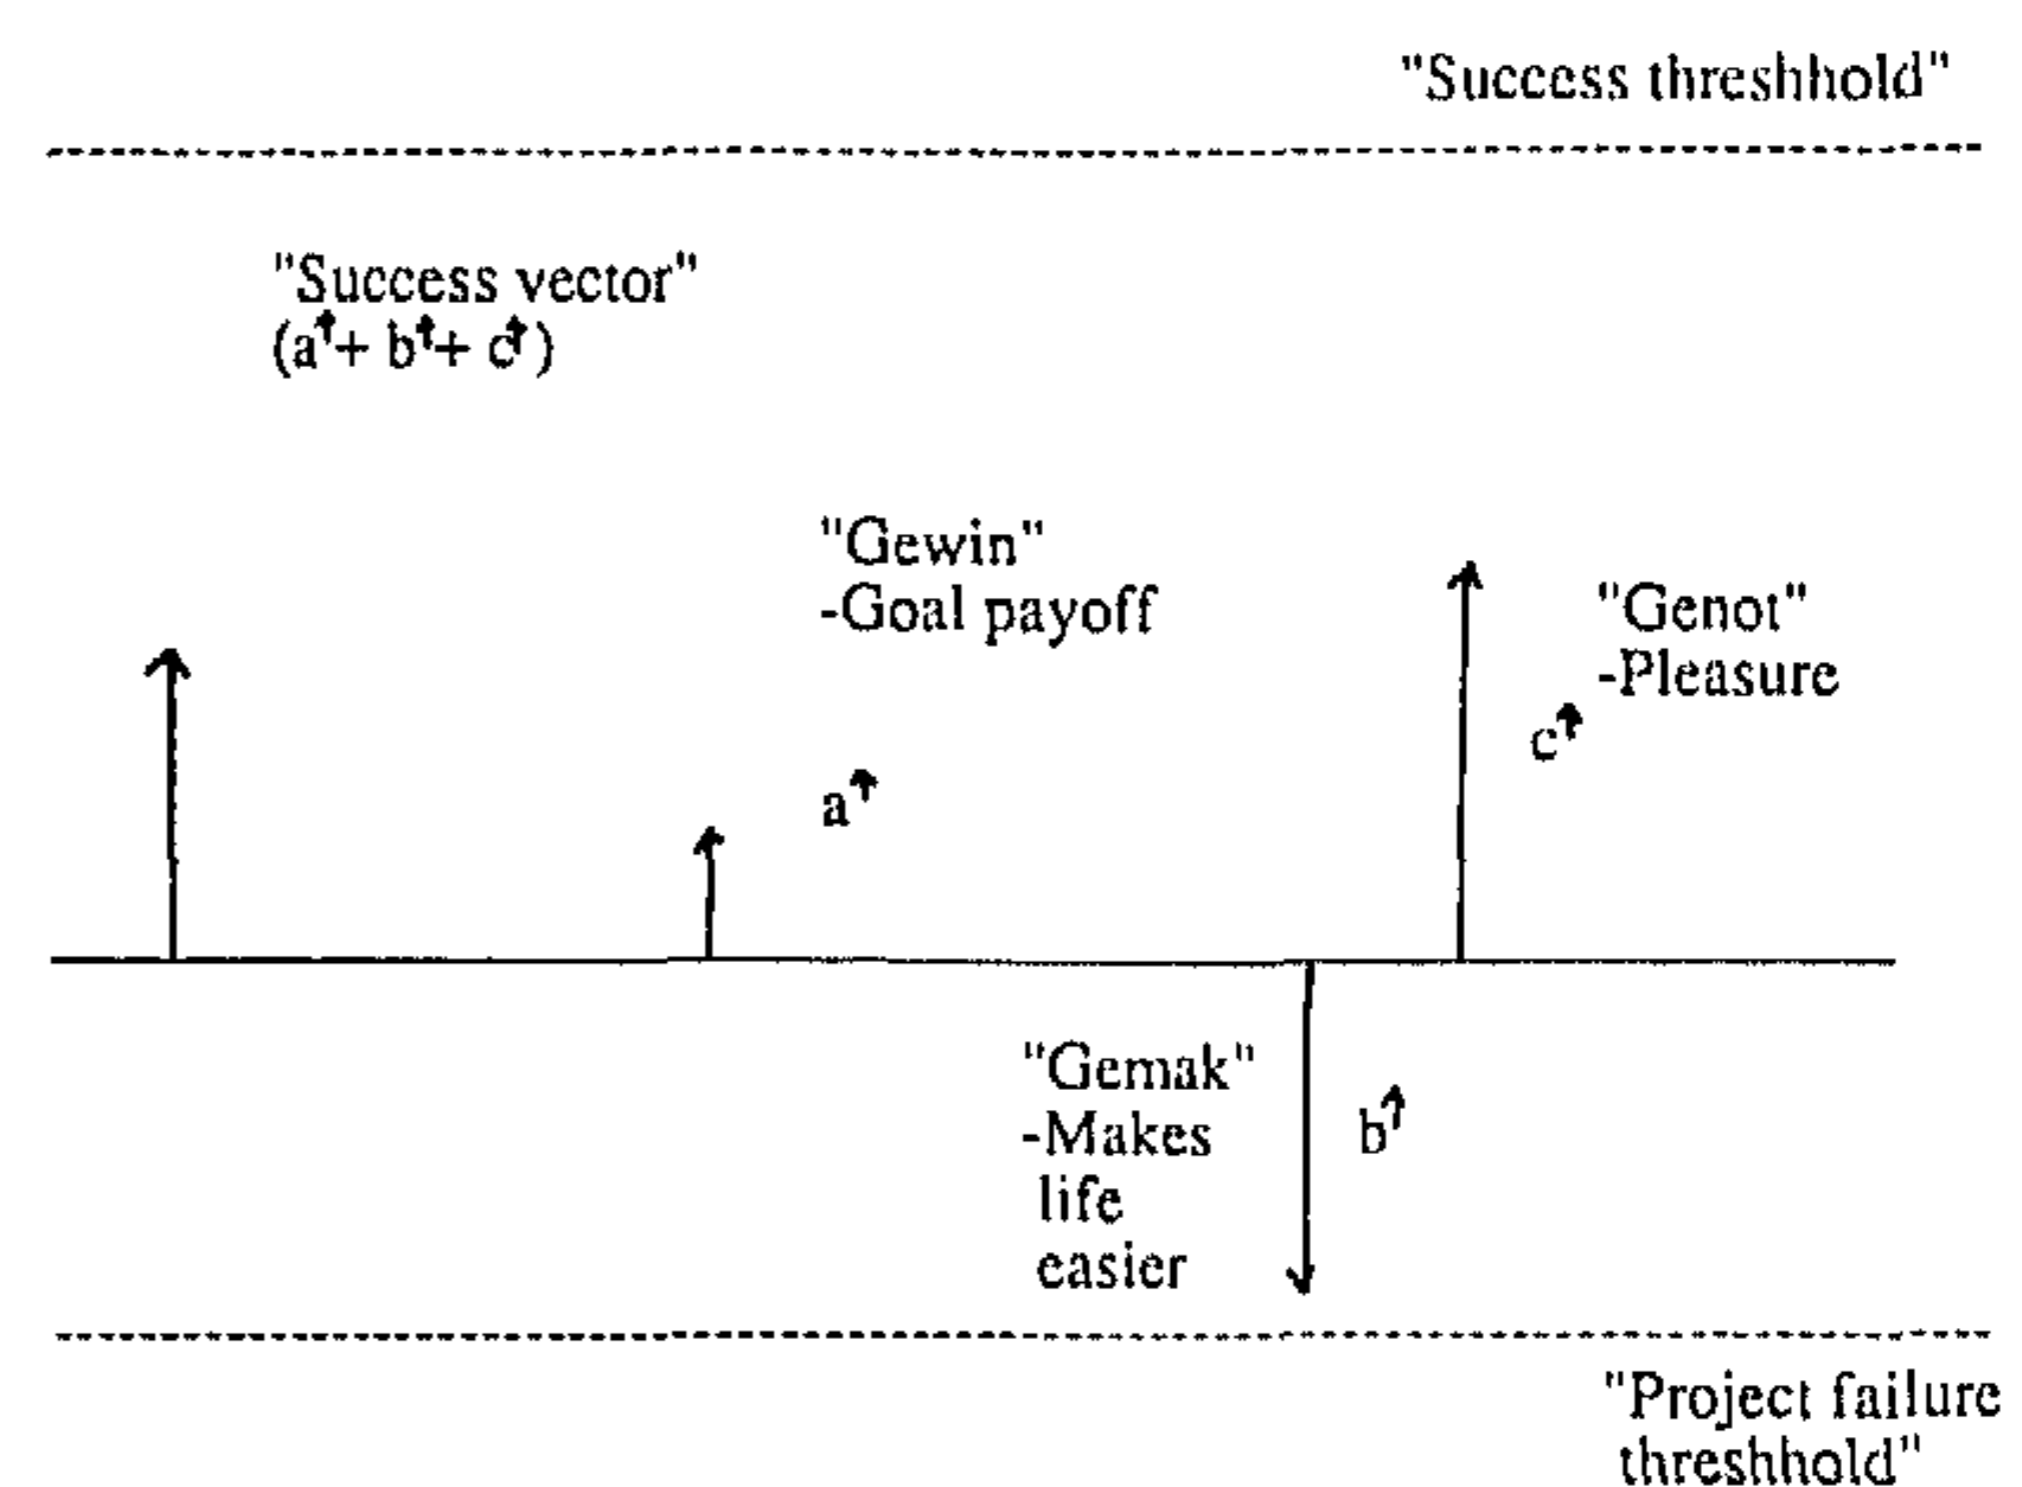 "Success threshhold"
"Success vector"
(a↑+ b↑+ c↑)
"Gewin"
-Goal payoff
a↑
"Genot"
-Pleasure
c↑
"Gemak"
-Makes
life
easier
b↑
"Project failure
threshhold"